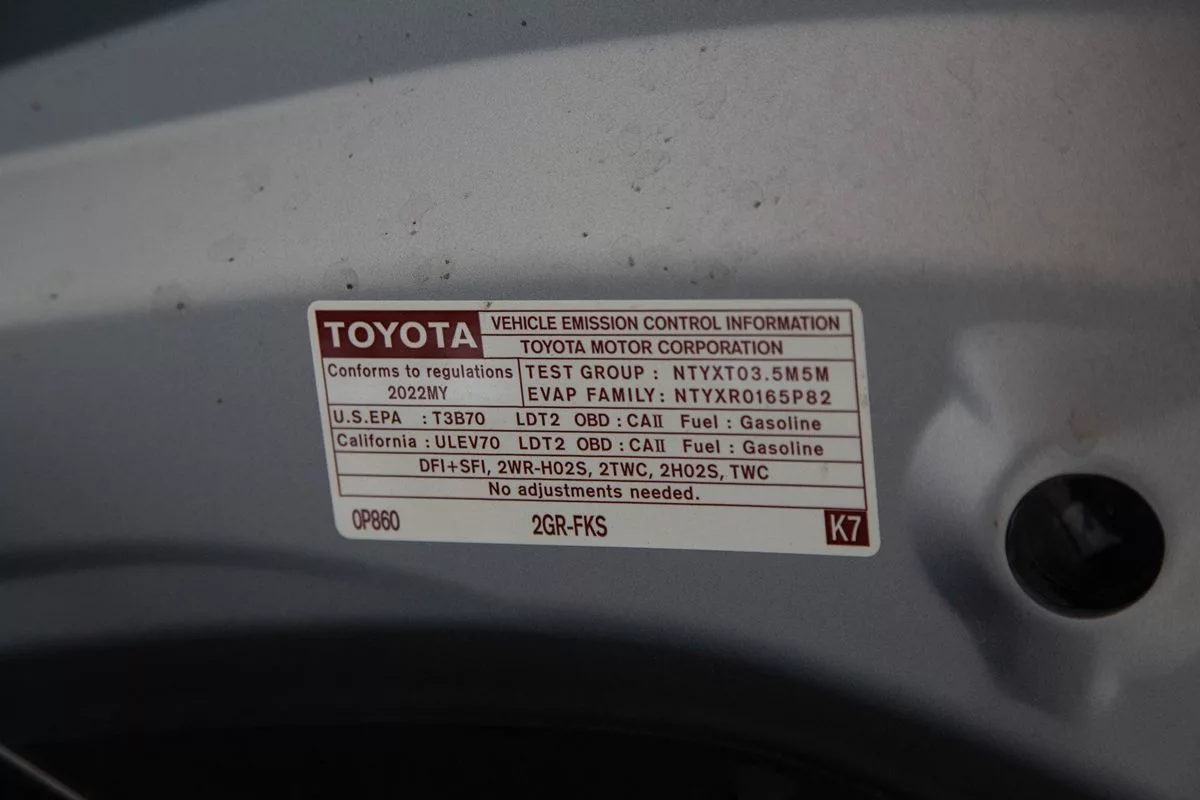 TOYOTA
VEHICLE EMISSION CONTROL INFORMATION
TOYOTA MOTOR CORPORATION
Conforms to regulations
2022MY
TEST GROUP : NTYXT03.5M5M
EVAP FAMILY: NTYXR0165P82
U.S.EPA : T3B70 LDT2 OBD : CAII Fuel : Gasoline
California : ULEV70 LDT2 OBD : CAII Fuel : Gasoline
DFI+SFI, 2WR-HO2S, 2TWC, 2HO2S, TWC
No adjustments needed.
0P860 2GR-FKS K7